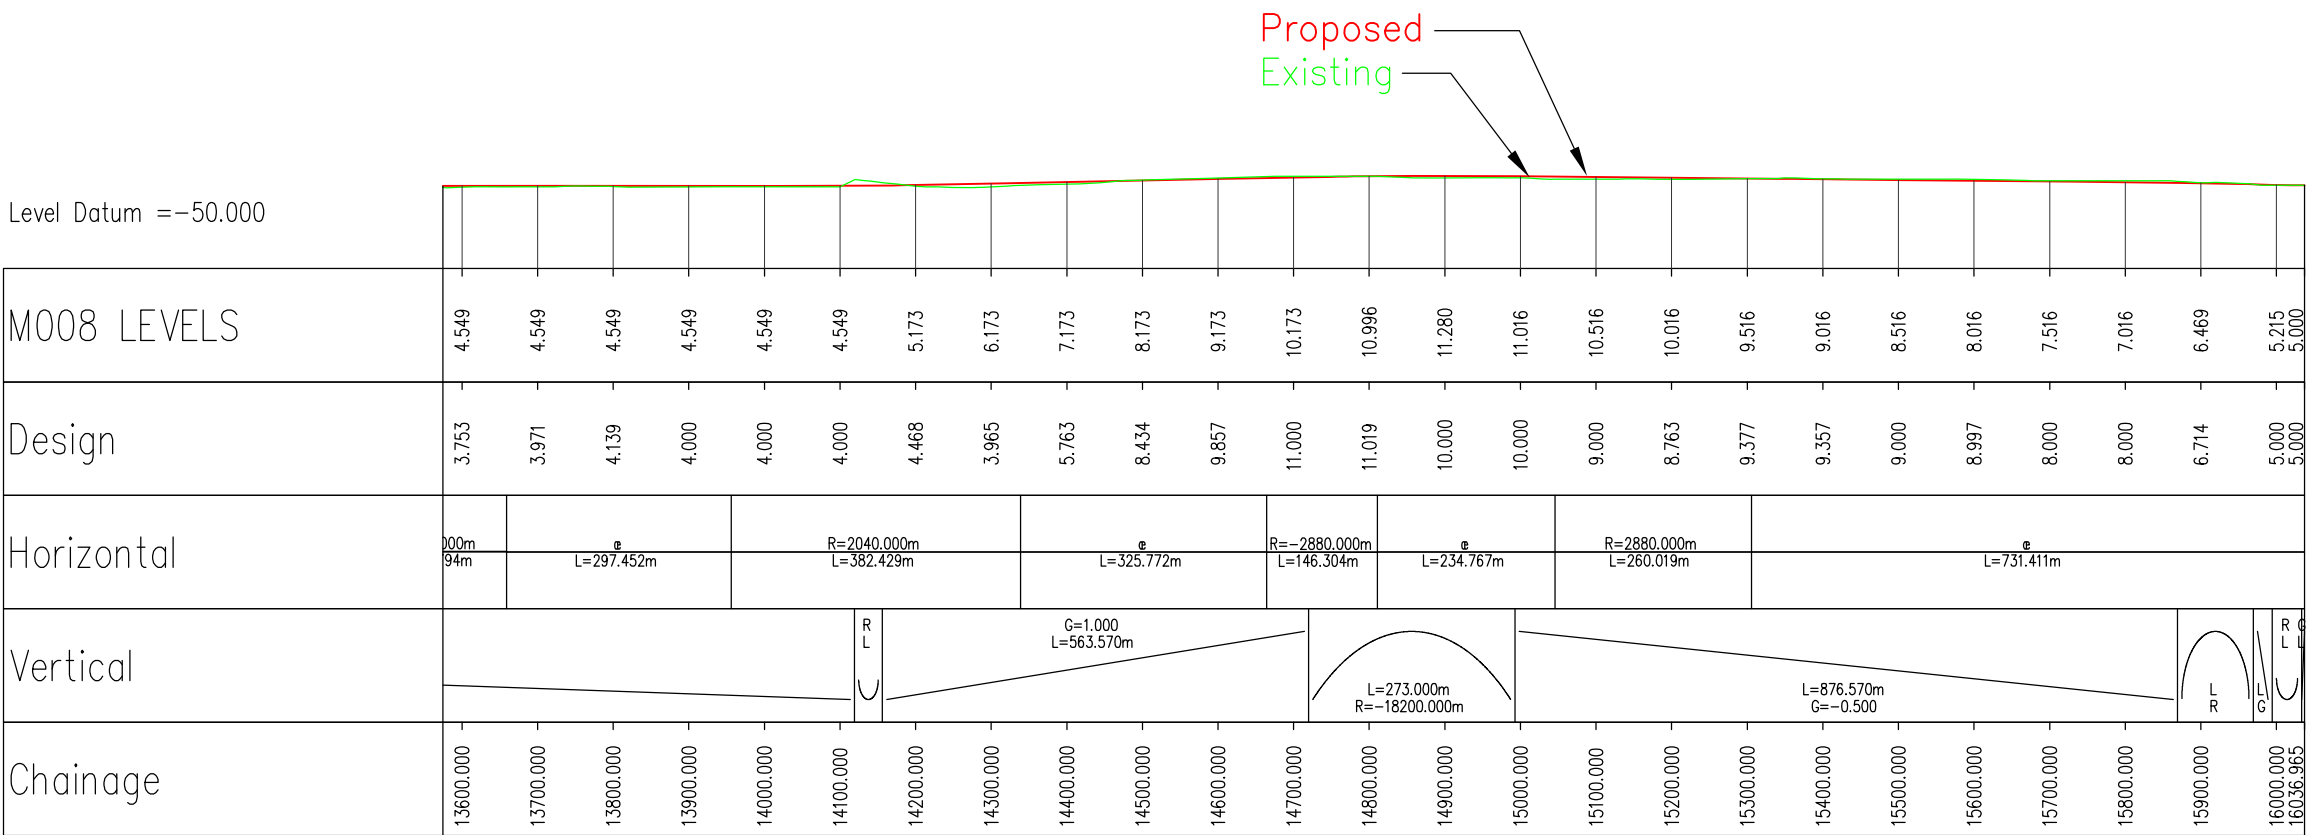 Proposed
Existing
Level Datum =-50.000
M008 LEVELS
4.549 4.549 4.549 4.549 4.549 4.549 5.173 6.173 7.173 8.173 9.173 10.173 10.996 11.280 11.016 10.516 10.016 9.516 9.016 8.516 8.016 7.516 7.016 6.469 5.215 5.000
Design
3.753 3.971 4.139 4.000 4.000 4.000 4.468 3.965 5.763 8.434 9.857 11.000 11.019 10.000 10.000 9.000 8.763 9.377 9.357 9.000 8.997 8.000 8.000 6.714 5.000 5.000
Horizontal
000m R=2040.000m R=-2880.000m R=2880.000m
94m L=297.452m L=382.429m L=325.772m L=146.304m L=234.767m L=260.019m L=731.411m
Vertical
R G=1.000 R G
L L=563.570m L L
L=273.000m L=876.570m L L
R=-18200.000m G=-0.500 R G
Chainage
13600.000 13700.000 13800.000 13900.000 14000.000 14100.000 14200.000 14300.000 14400.000 14500.000 14600.000 14700.000 14800.000 14900.000 15000.000 15100.000 15200.000 15300.000 15400.000 15500.000 15600.000 15700.000 15800.000 15900.000 16000.000 16036.965